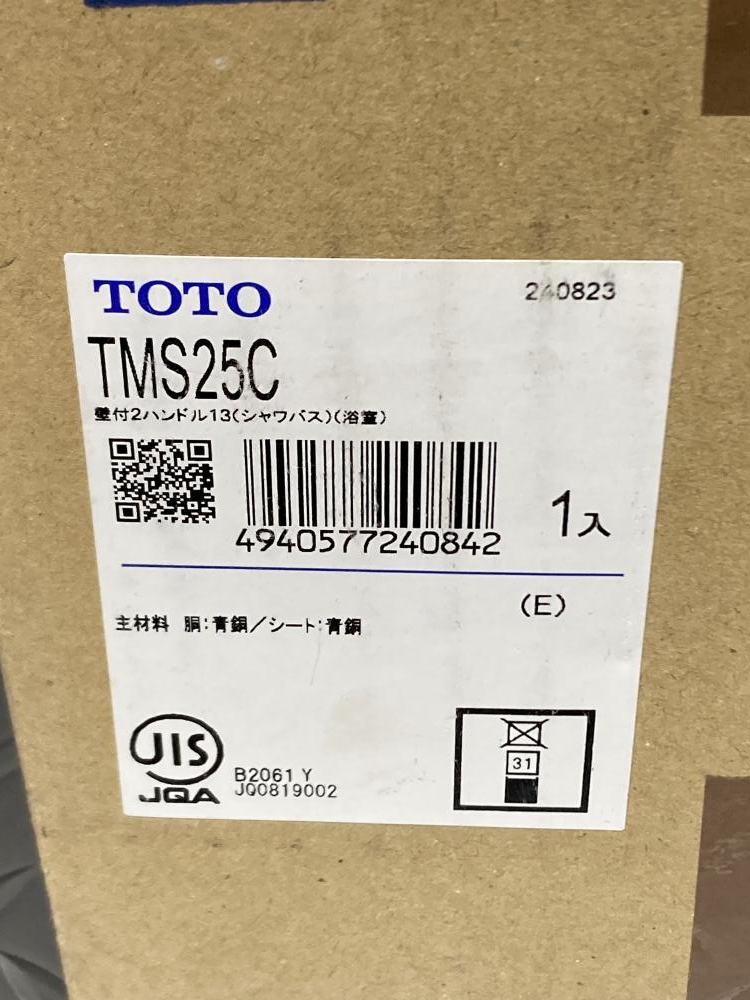 TOTO
240823
TMS25C
壁付2ハンドル13(シャワバス)(浴室)
4940577240842
1入
(E)
主材料 胴:青銅/シート:青銅
JIS
JQA
B2061 Y
JQ0819002
31